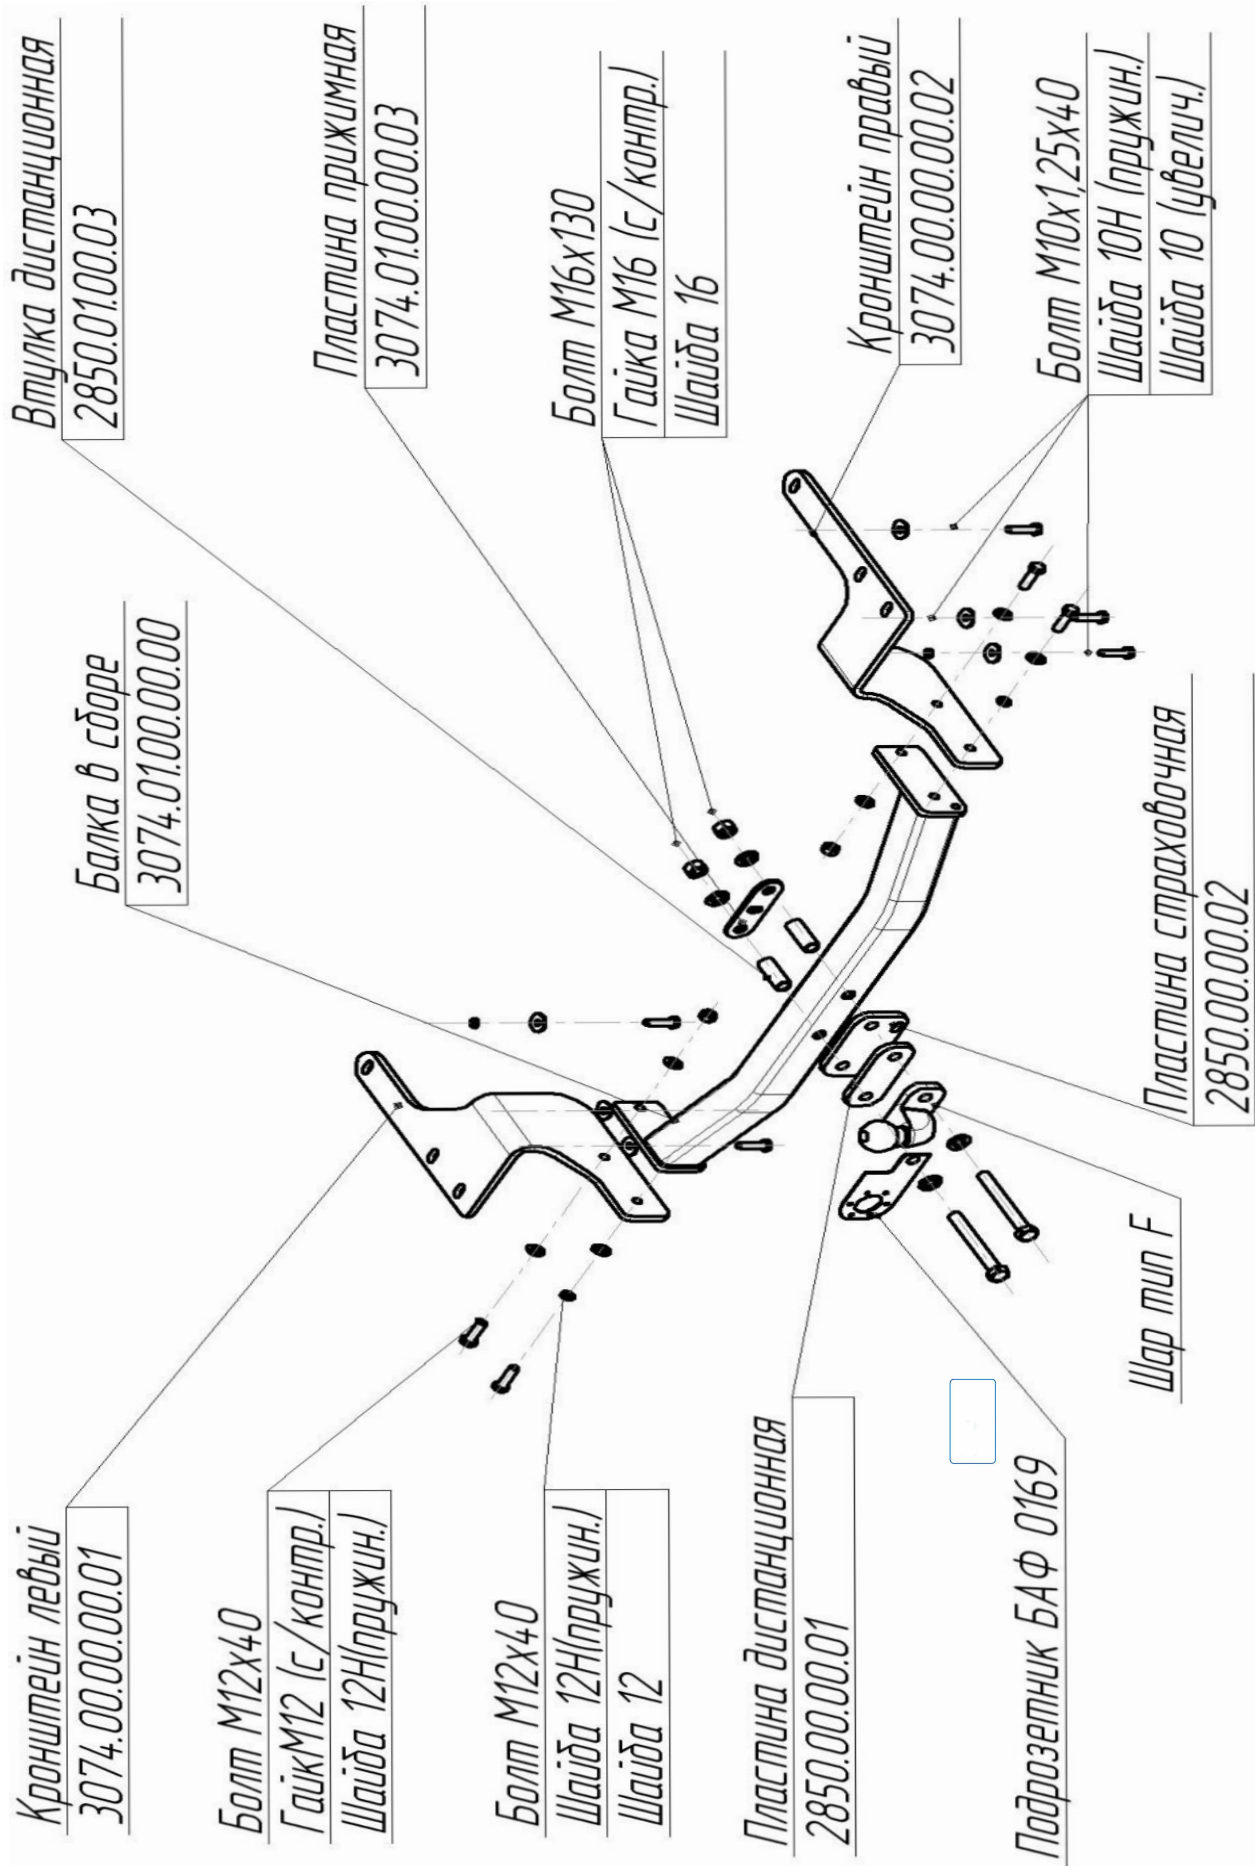 Кронштейн левый
3074.00.00.00.01
Балка в сборе
3074.01.00.00.00
Втулка дистанционная
2850.01.00.03
Болт М12х40
ГайкМ12 (с/контр.)
Шайба 12Н(пружин.)
Пластина прижимная
3074.01.00.00.03
Болт М12х40
Шайба 12Н(пружин.)
Шайба 12
Болт М16х130
Гайка М16 (с/контр.)
Шайба 16
Пластина дистанционная
2850.00.00.01
Кронштейн правый
3074.00.00.00.02
Подрозетник БАФ 0169
Шар тип F
Пластина страховочная
2850.00.00.02
Болт М10х1,25х40
Шайба 10Н (пружин.)
Шайба 10 (увелич.)